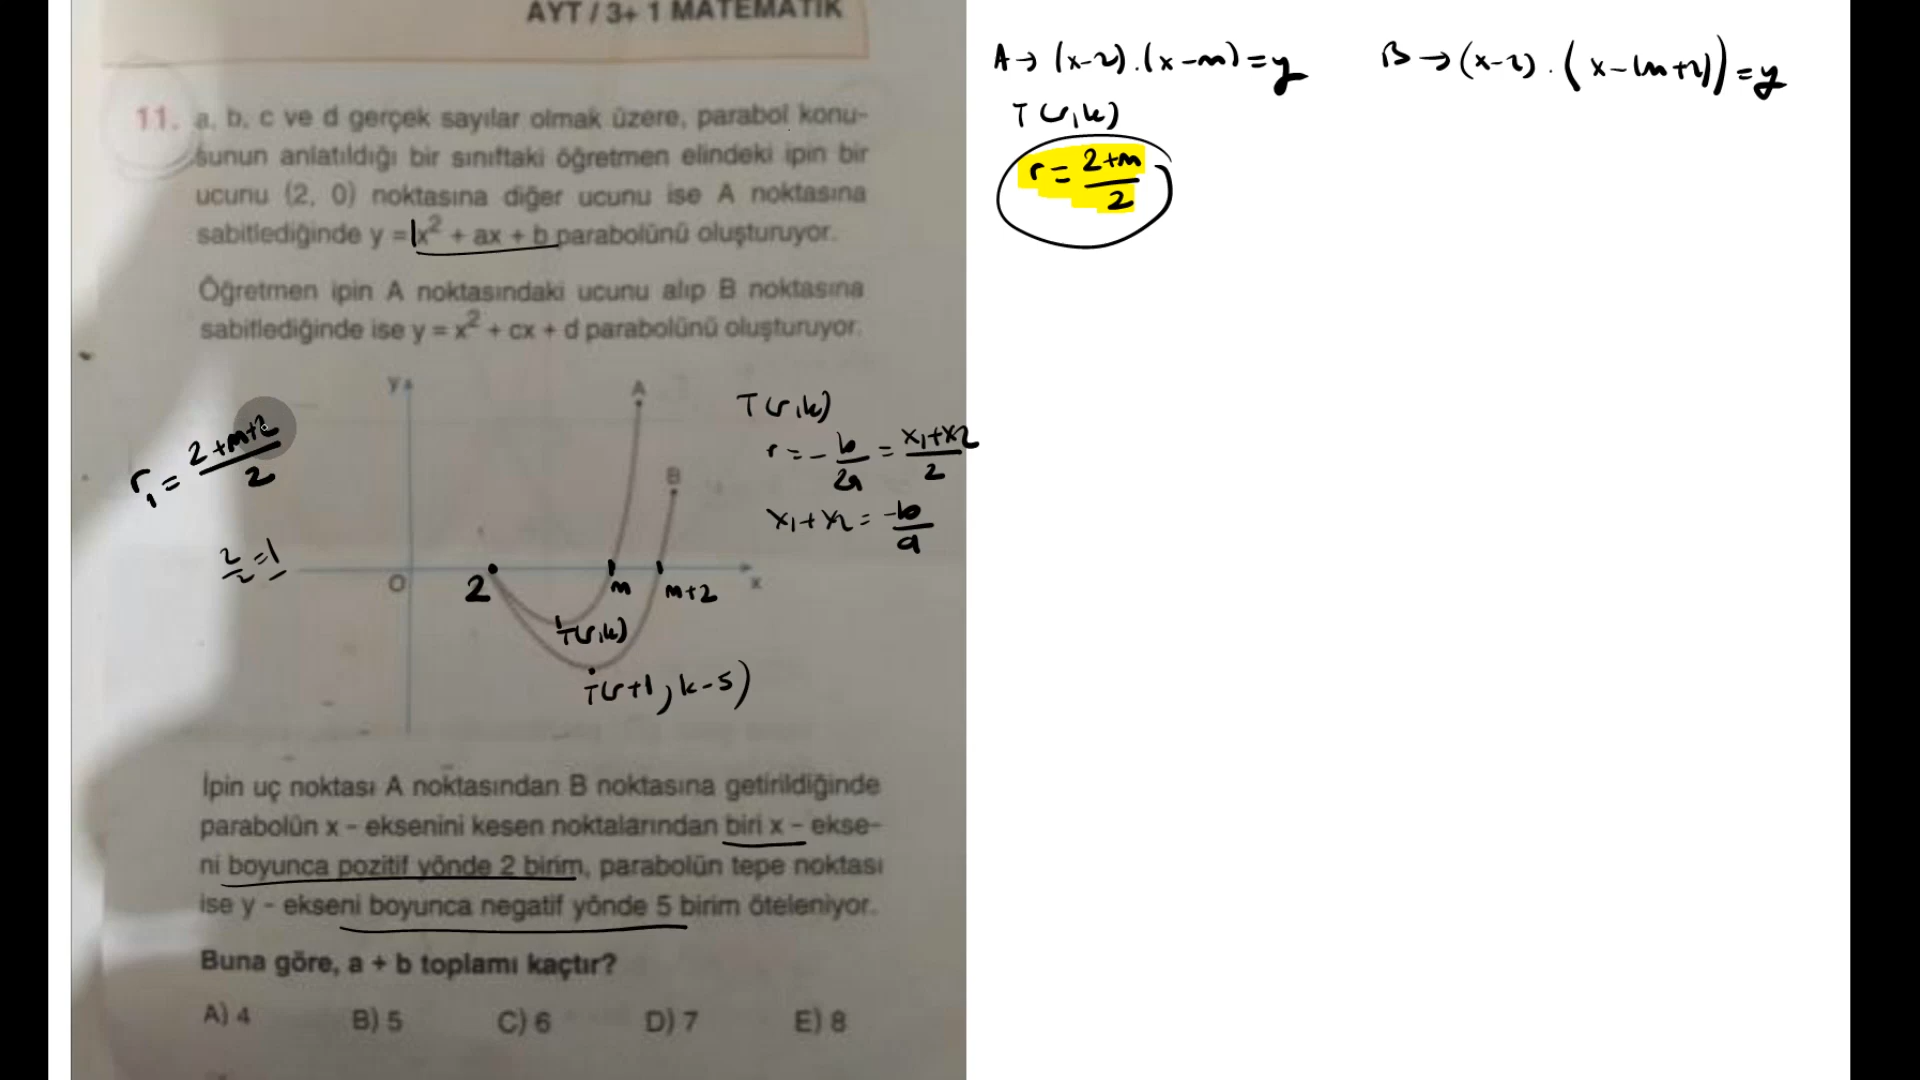 AYT / 3+ 1 MATEMATİK
11. a, b, c ve d gerçek sayılar olmak üzere, parabol konu-
sunun anlatıldığı bir sınıftaki öğretmen elindeki ipin bir
ucunu (2, 0) noktasına diğer ucunu ise A noktasına
sabitlediğinde y = x² + ax + b parabolünü oluşturuyor.
Öğretmen ipin A noktasındaki ucunu alıp B noktasına
sabitlediğinde ise y = x² + cx + d parabolünü oluşturuyor.
y
A
B
O
x
2
m
m+2
T(r,k)
T(r+1, k-5)
r₁ = (2+m+2)/2
2/2 = 1
T(r,k)
r = -b/2a = (x₁+x₂)/2
x₁+x₂ = -b/a
İpin uç noktası A noktasından B noktasına getirildiğinde
parabolün x - eksenini kesen noktalarından biri x - ekse-
ni boyunca pozitif yönde 2 birim, parabolün tepe noktası
ise y - ekseni boyunca negatif yönde 5 birim öteleniyor.
Buna göre, a + b toplamı kaçtır?
A) 4 B) 5 C) 6 D) 7 E) 8
A → (x-2).(x-m)=y
T(r,k)
r = (2+m)/2
B → (x-2).(x-(m+2))=y